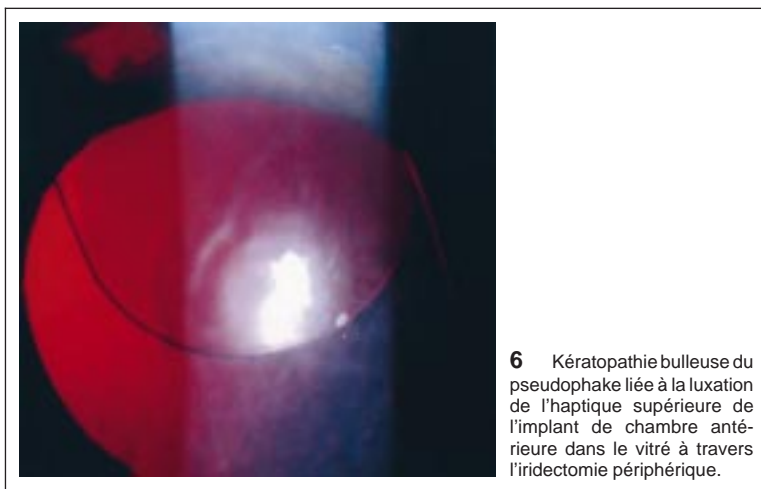 6 Kératopathie bulleuse du
pseudophake liée à la luxation
de l'haptique supérieure de
l'implant de chambre anté-
rieure dans le vitré à travers
l'iridectomie périphérique.